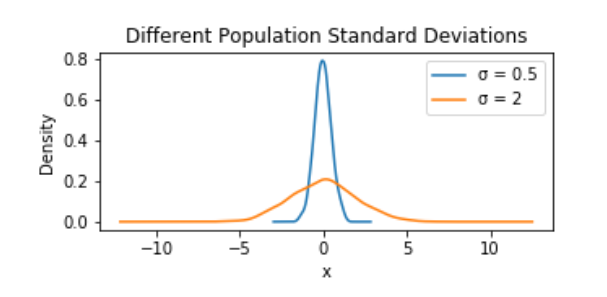 Different Population Standard Deviations
0.8
0.6
0.4
0.2
0.0
Density
σ = 0.5
σ = 2
−10 −5 0 5 10
x